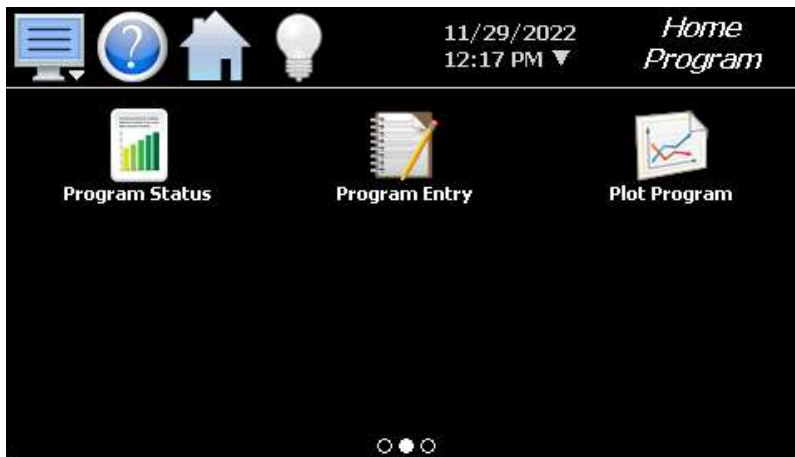 11/29/2022
12:17 PM ▼
Home
Program
Program Status
Program Entry
Plot Program